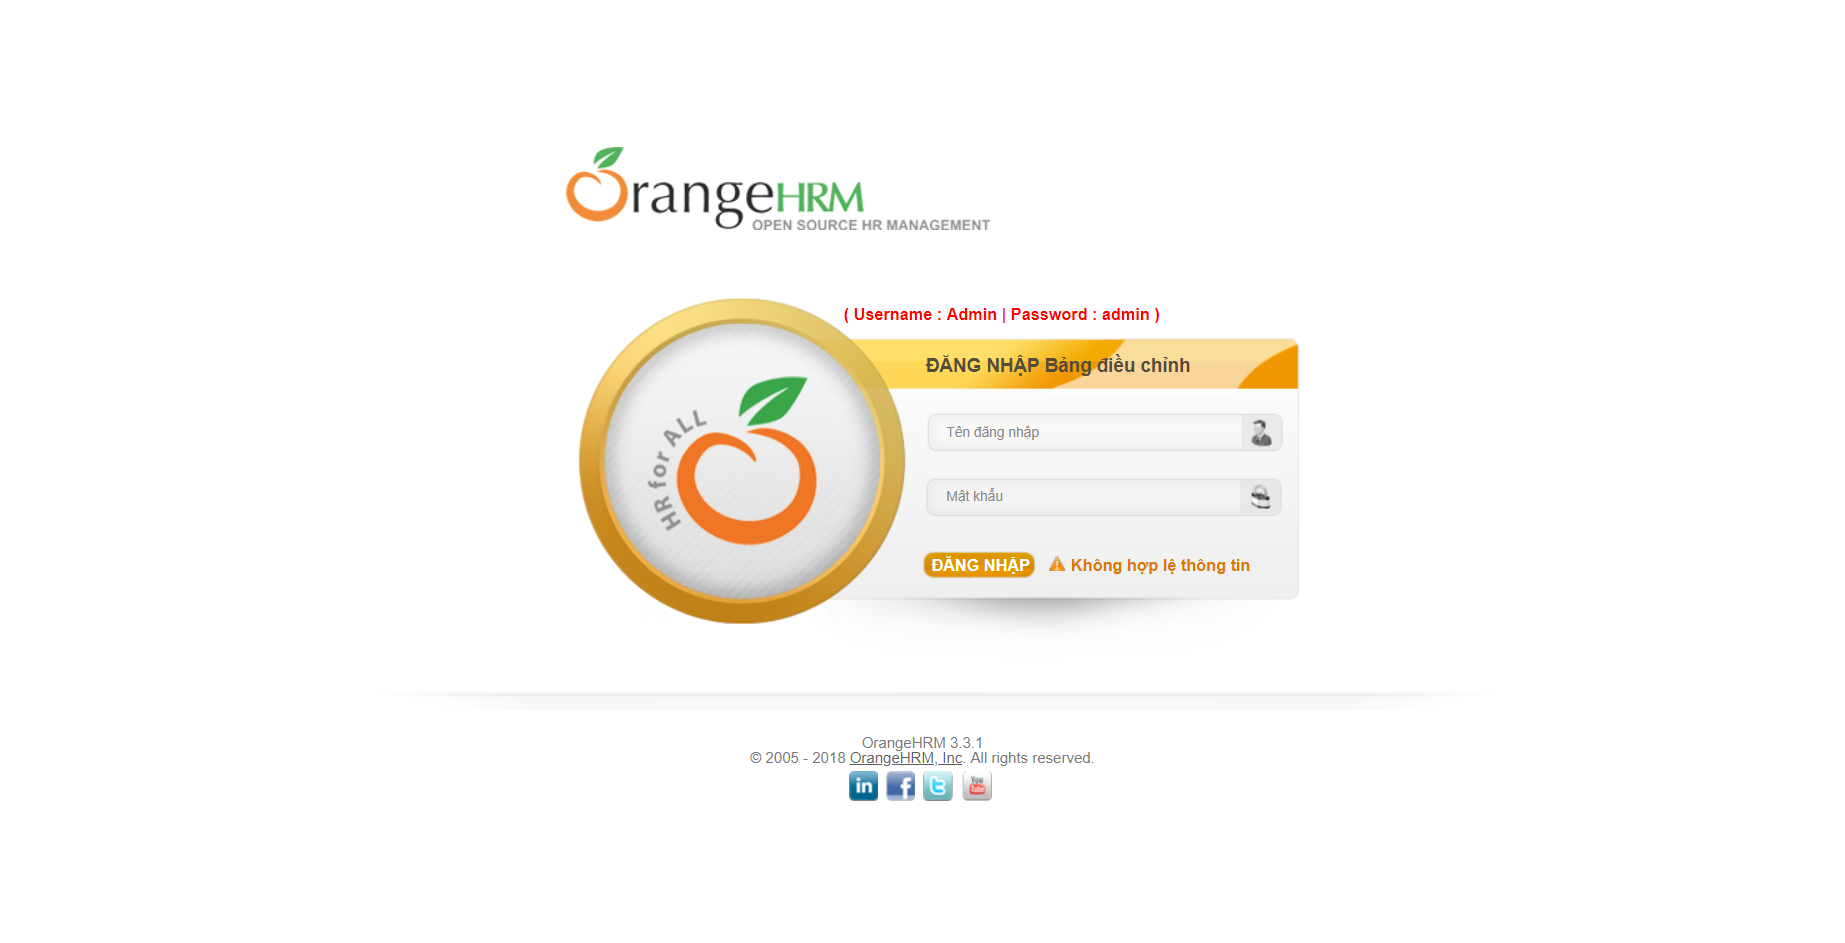 OrangeHRM
OPEN SOURCE HR MANAGEMENT
( Username : Admin | Password : admin )
ĐĂNG NHẬP Bảng điều chỉnh
HR for ALL
Tên đăng nhập
Mật khẩu
ĐĂNG NHẬP Không hợp lệ thông tin
OrangeHRM 3.3.1
© 2005 - 2018 OrangeHRM, Inc. All rights reserved.
in f t You Tube